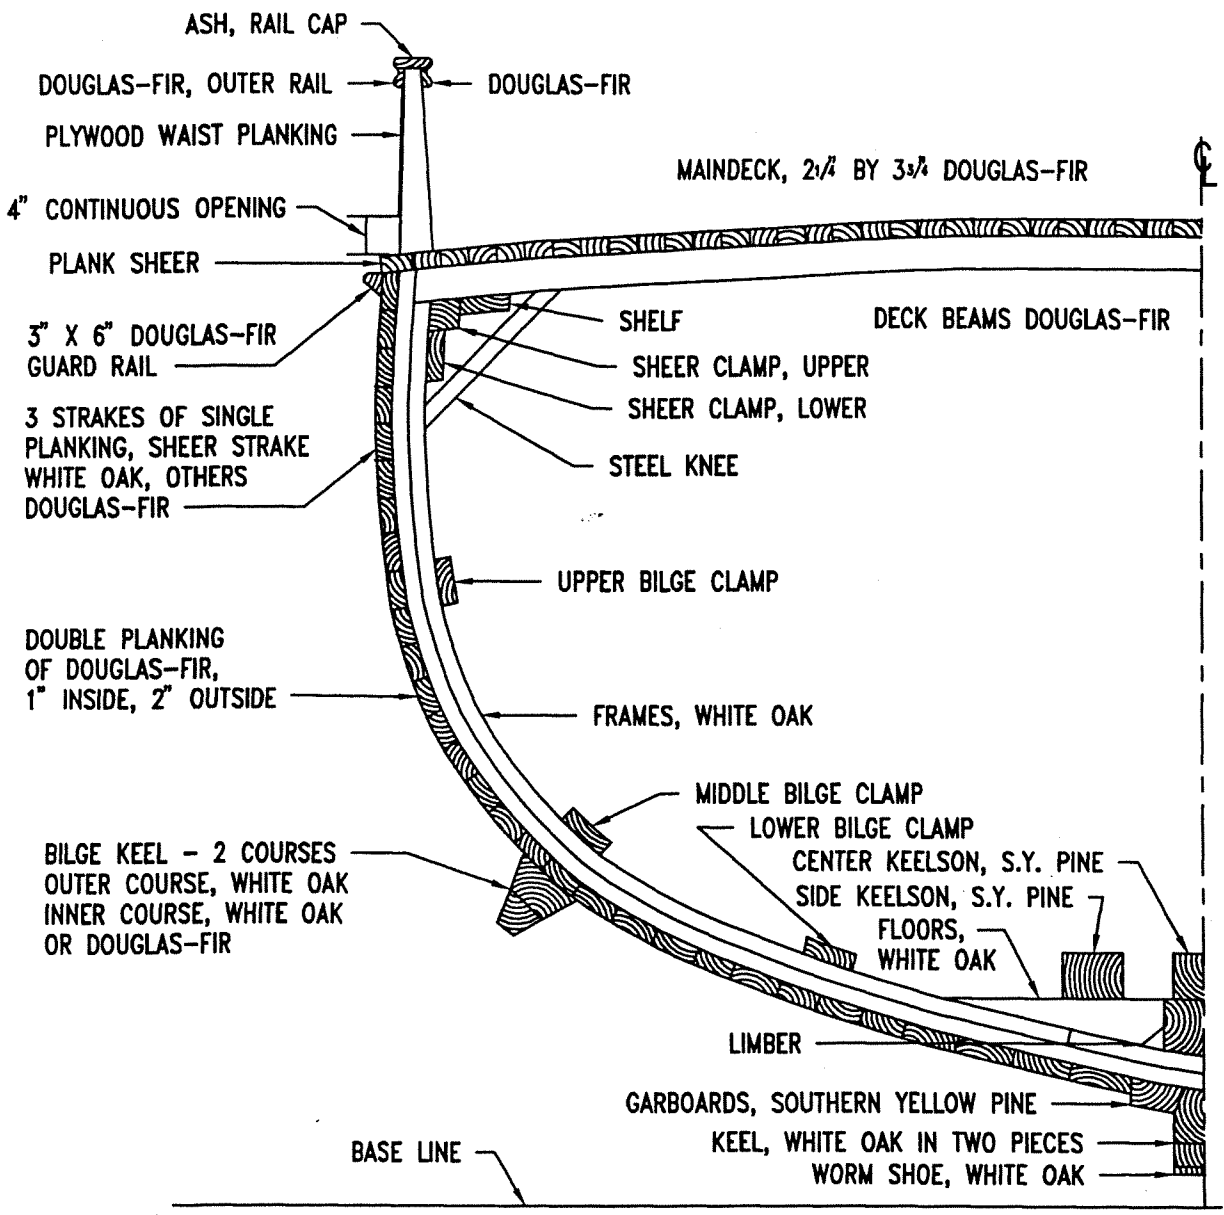 ASH, RAIL CAP
DOUGLAS-FIR, OUTER RAIL
DOUGLAS-FIR
PLYWOOD WAIST PLANKING
MAINDECK, 2 1/4" BY 3 3/4" DOUGLAS-FIR
℄
4" CONTINUOUS OPENING
PLANK SHEER
3" X 6" DOUGLAS-FIR
GUARD RAIL
SHELF
DECK BEAMS DOUGLAS-FIR
SHEER CLAMP, UPPER
SHEER CLAMP, LOWER
3 STRAKES OF SINGLE
PLANKING, SHEER STRAKE
WHITE OAK, OTHERS
DOUGLAS-FIR
STEEL KNEE
UPPER BILGE CLAMP
DOUBLE PLANKING
OF DOUGLAS-FIR,
1" INSIDE, 2" OUTSIDE
FRAMES, WHITE OAK
MIDDLE BILGE CLAMP
LOWER BILGE CLAMP
CENTER KEELSON, S.Y. PINE
SIDE KEELSON, S.Y. PINE
FLOORS,
WHITE OAK
BILGE KEEL - 2 COURSES
OUTER COURSE, WHITE OAK
INNER COURSE, WHITE OAK
OR DOUGLAS-FIR
LIMBER
GARBOARDS, SOUTHERN YELLOW PINE
KEEL, WHITE OAK IN TWO PIECES
WORM SHOE, WHITE OAK
BASE LINE